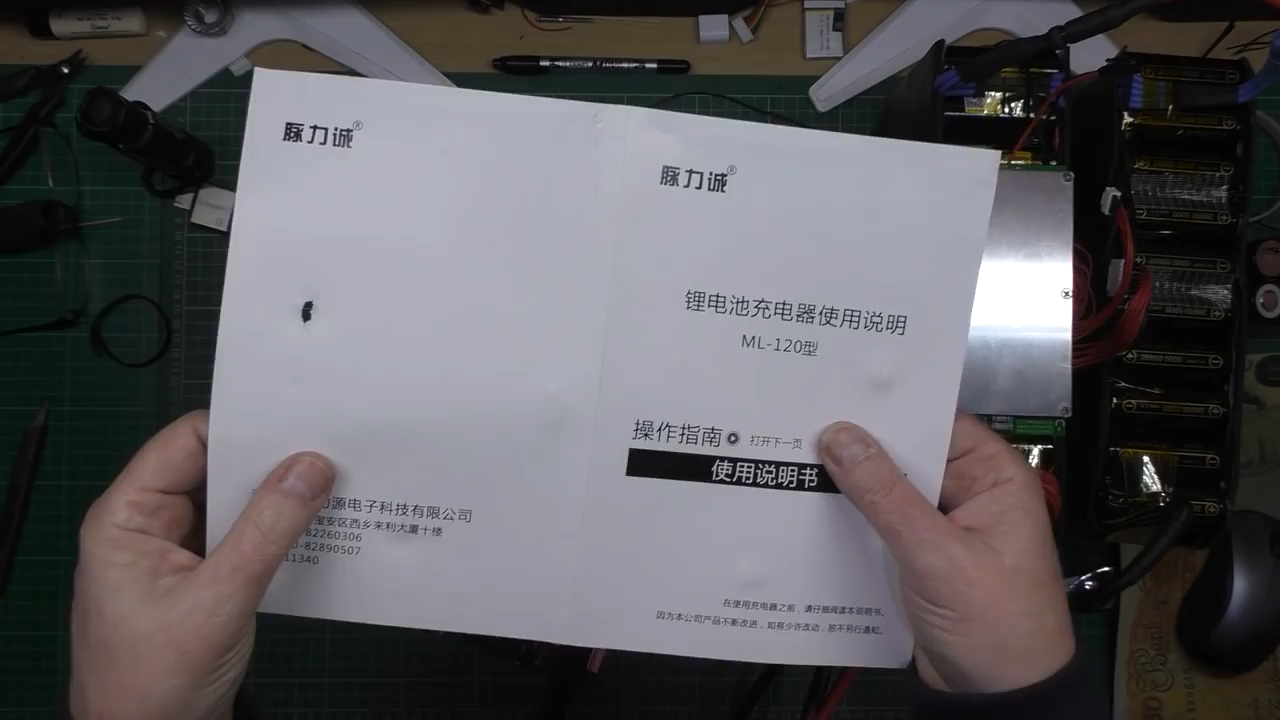 脉力诚®
源电子科技有限公司
宝安区西乡来利大厦十楼
82260306
-82890507
11340
脉力诚®
锂电池充电器使用说明
ML-120型
操作指南 打开下一页
使用说明书
在使用充电器之前，请仔细阅读本说明书。
因为本公司产品不断改进，如有少许改动，恕不另行通知。
26650 5000